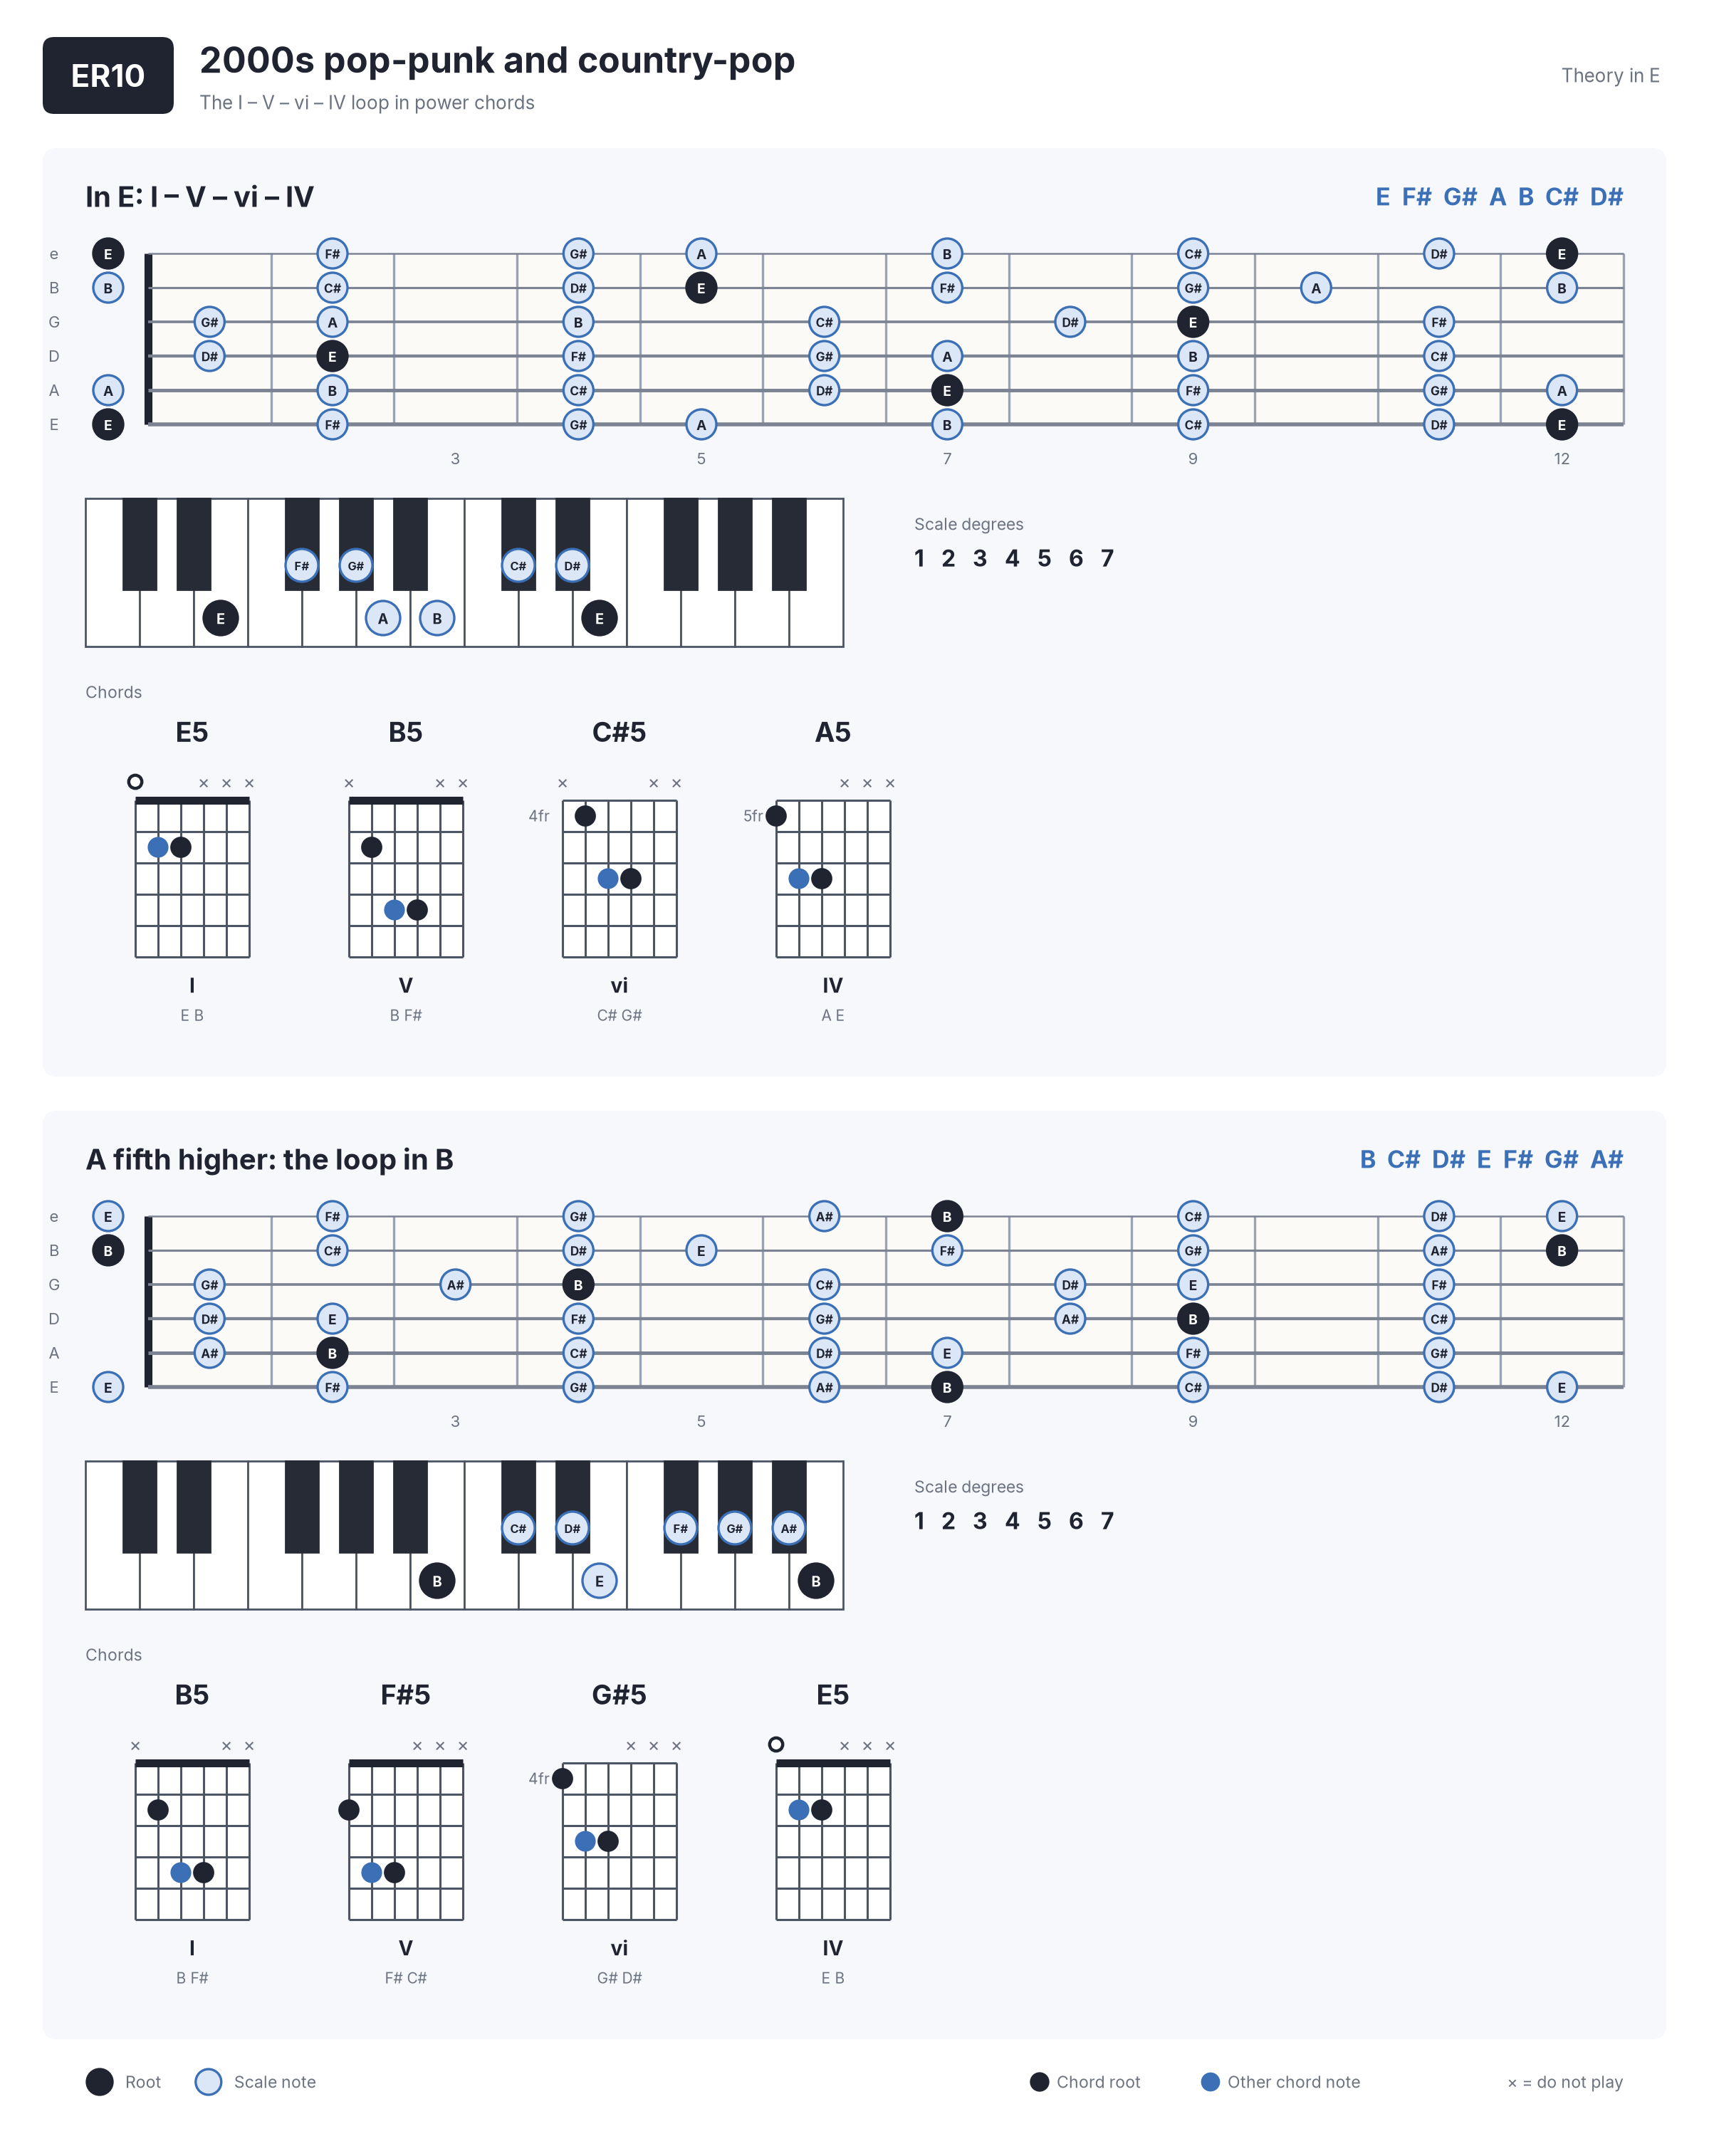 ER10
2000s pop-punk and country-pop
The I – V – vi – IV loop in power chords
Theory in E
In E: I – V – vi – IV
E F# G# A B C# D#
e E F# G# A B C# D# E
B B C# D# E F# G# A B
G G# A B C# D# E F#
D D# E F# G# A B C#
A A B C# D# E F# G# A
E E F# G# A B C# D# E
3 5 7 9 12
F# G# C# D#
E A B E
Scale degrees
1 2 3 4 5 6 7
Chords
E5 B5 C#5 A5
× × × × × × × × × × × ×
4fr 5fr
I V vi IV
E B B F# C# G# A E
A fifth higher: the loop in B
B C# D# E F# G# A#
e E F# G# A# B C# D# E
B B C# D# E F# G# A# B
G G# A# B C# D# E F#
D D# E F# G# A# B C#
A A# B C# D# E F# G#
E E F# G# A# B C# D# E
3 5 7 9 12
C# D# F# G# A#
B E B
Scale degrees
1 2 3 4 5 6 7
Chords
B5 F#5 G#5 E5
× × × × × × × × × × × ×
4fr
I V vi IV
B F# F# C# G# D# E B
Root Scale note Chord root Other chord note × = do not play